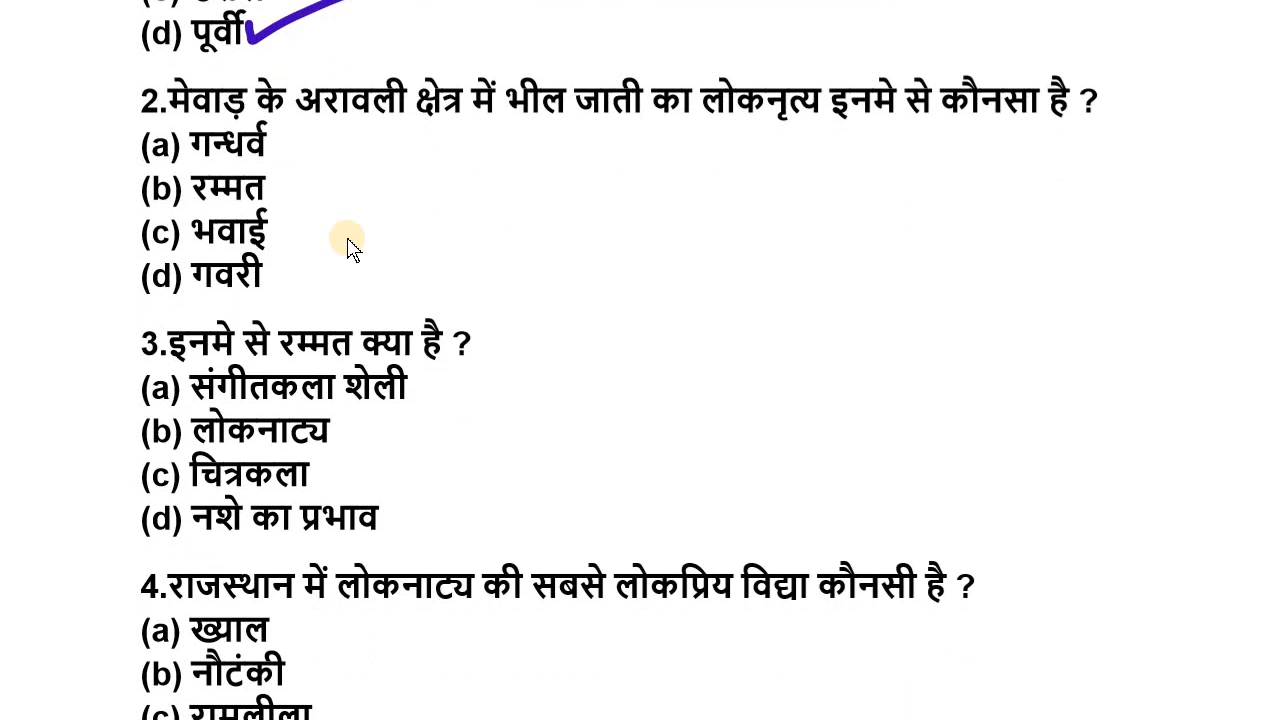 (d) पूर्वी
2.मेवाड़ के अरावली क्षेत्र में भील जाती का लोकनृत्य इनमे से कौनसा है ?
(a) गन्धर्व
(b) रम्मत
(c) भवाई
(d) गवरी
3.इनमे से रम्मत क्या है ?
(a) संगीतकला शेली
(b) लोकनाट्य
(c) चित्रकला
(d) नशे का प्रभाव
4.राजस्थान में लोकनाट्य की सबसे लोकप्रिय विद्या कौनसी है ?
(a) ख्याल
(b) नौटंकी
(c) रामलीला